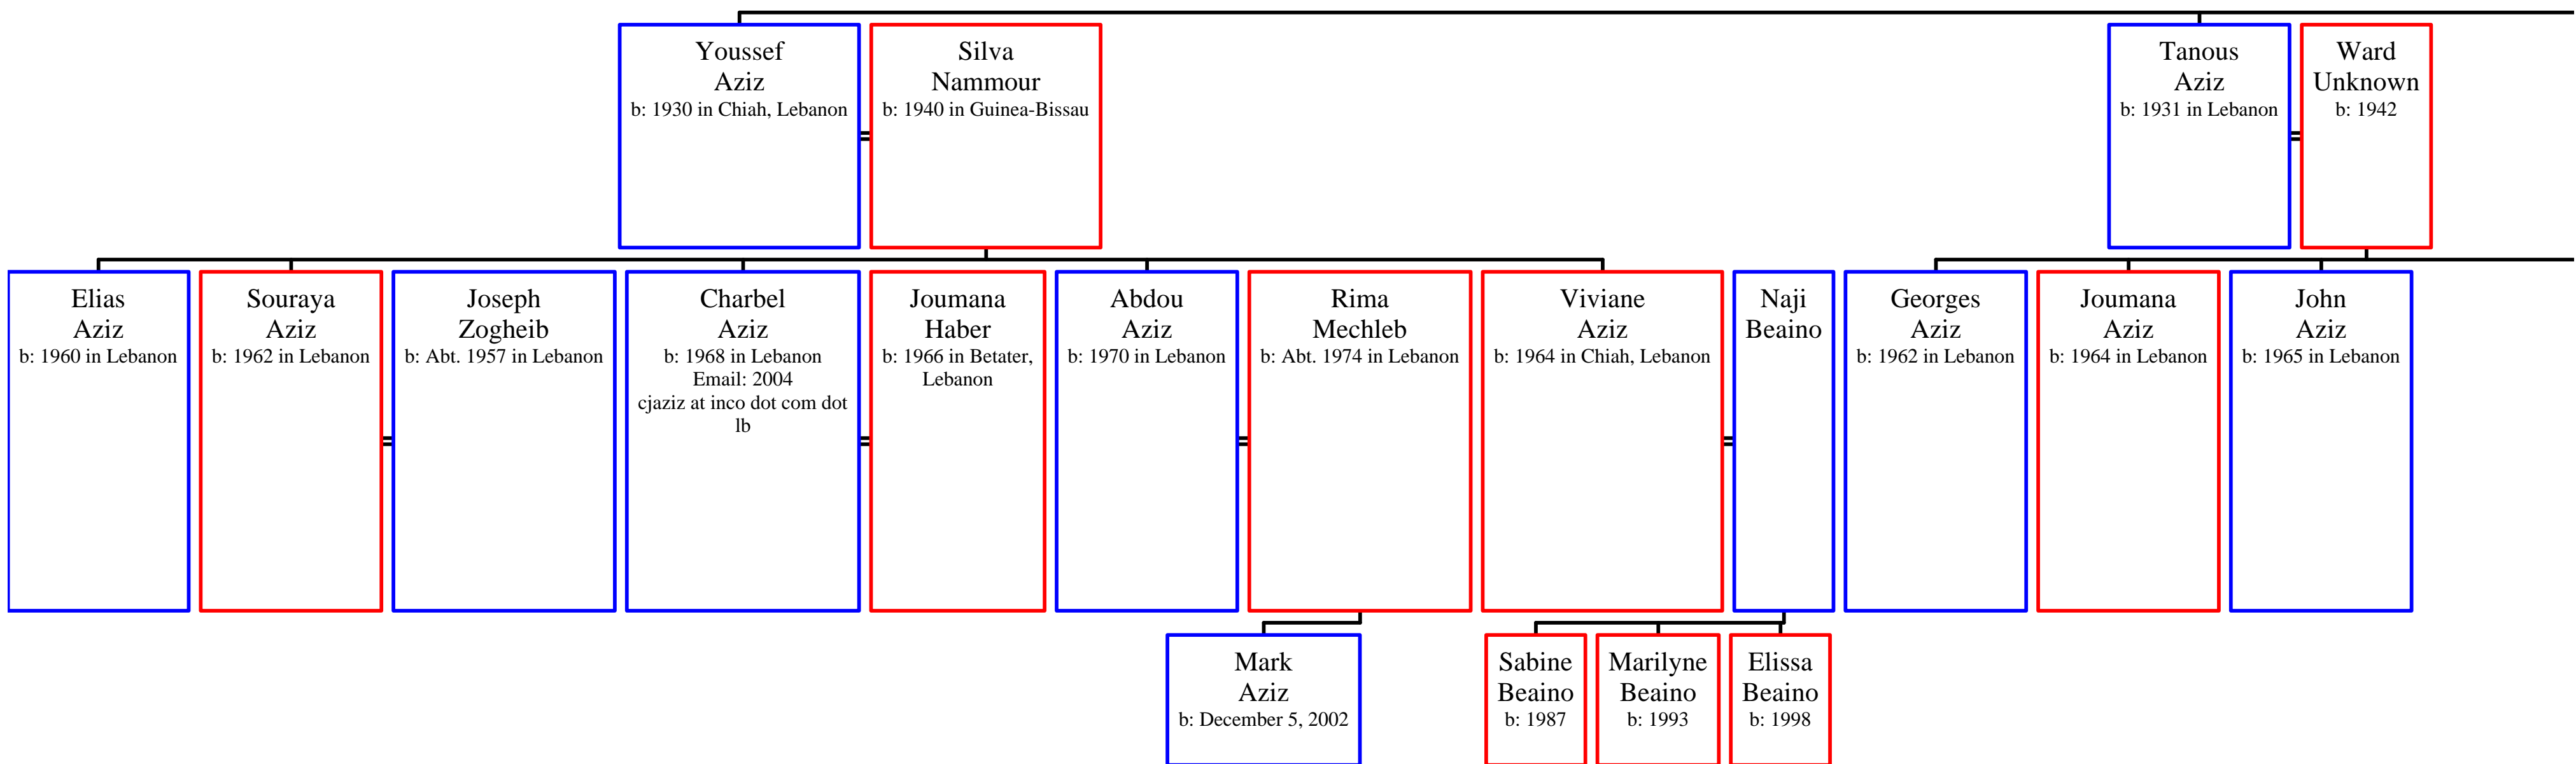 Youssef
Aziz
b: 1930 in Chiah, Lebanon
Silva
Nammour
b: 1940 in Guinea-Bissau
Tanous
Aziz
b: 1931 in Lebanon
Ward
Unknown
b: 1942
Elias
Aziz
b: 1960 in Lebanon
Souraya
Aziz
b: 1962 in Lebanon
Joseph
Zogheib
b: Abt. 1957 in Lebanon
Charbel
Aziz
b: 1968 in Lebanon
Email: 2004
cjaziz at inco dot com dot
lb
Joumana
Haber
b: 1966 in Betater,
Lebanon
Abdou
Aziz
b: 1970 in Lebanon
Rima
Mechleb
b: Abt. 1974 in Lebanon
Viviane
Aziz
b: 1964 in Chiah, Lebanon
Naji
Beaino
Georges
Aziz
b: 1962 in Lebanon
Joumana
Aziz
b: 1964 in Lebanon
John
Aziz
b: 1965 in Lebanon
Mark
Aziz
b: December 5, 2002
Sabine
Beaino
b: 1987
Marilyne
Beaino
b: 1993
Elissa
Beaino
b: 1998